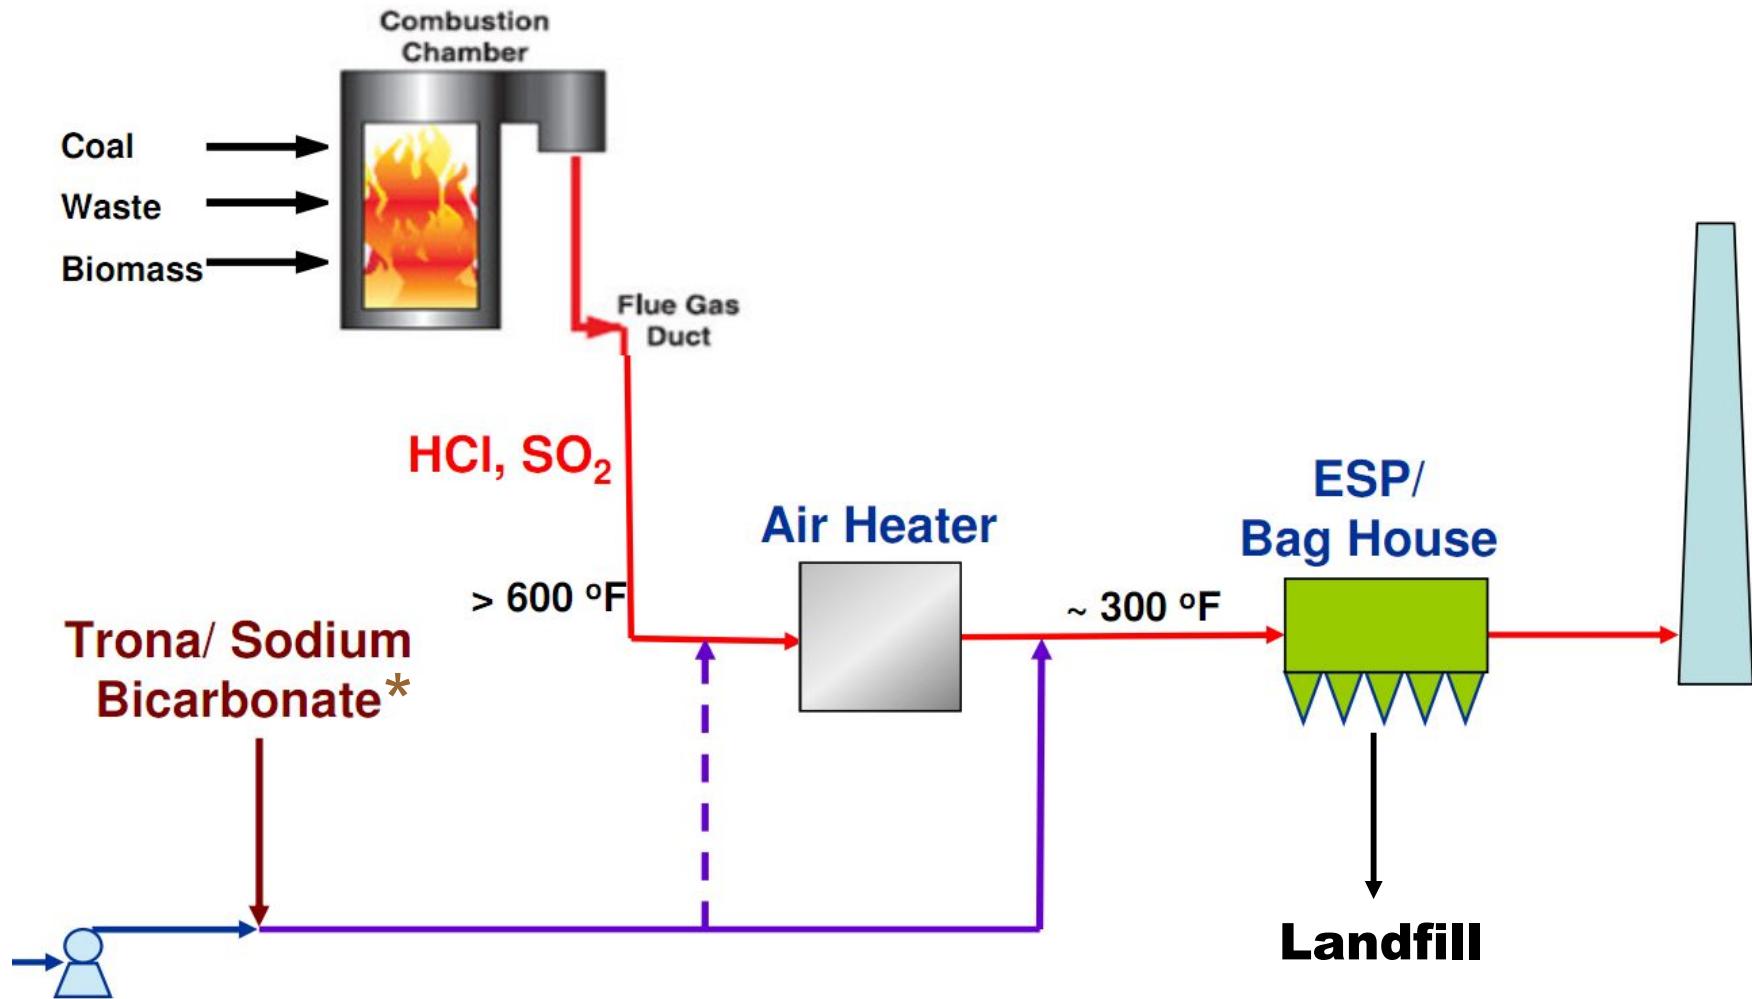 Combustion
Chamber
Coal
Waste
Biomass
Flue Gas
Duct
HCl, SO₂
Air Heater
ESP/
Bag House
> 600 ºF
~ 300 ºF
Trona/ Sodium
Bicarbonate*
Landfill